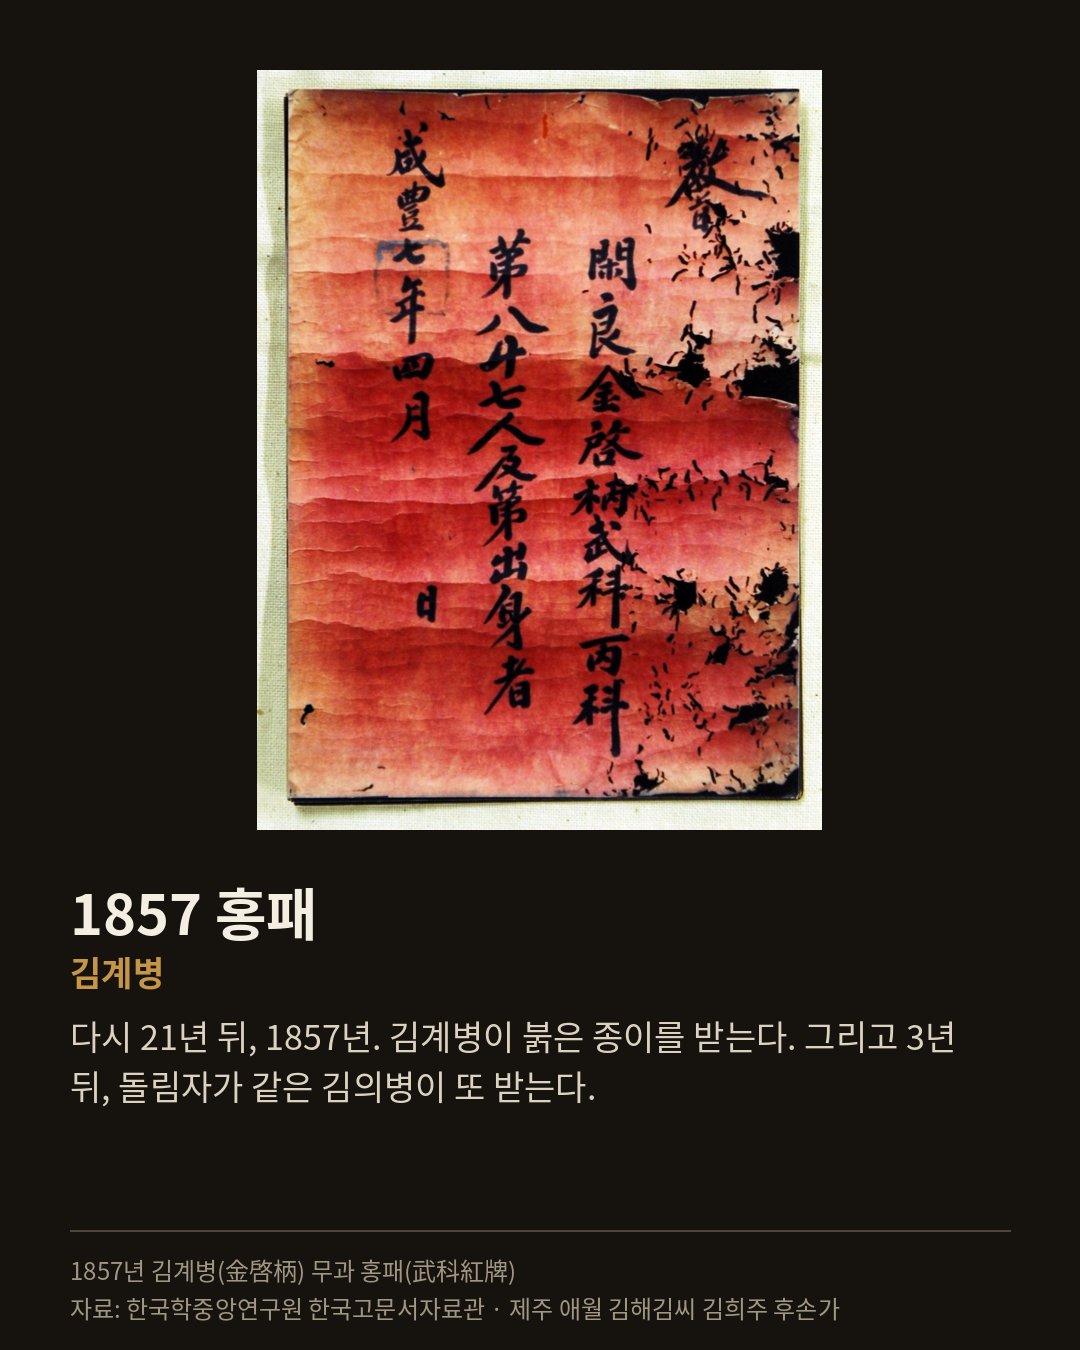 教旨
閑良金啓柄武科丙科
第八十七人及第出身者
咸豐七年四月
日
1857 홍패
김계병
다시 21년 뒤, 1857년. 김계병이 붉은 종이를 받는다. 그리고 3년
뒤, 돌림자가 같은 김의병이 또 받는다.
1857년 김계병(金啓柄) 무과 홍패(武科紅牌)
자료: 한국학중앙연구원 한국고문서자료관 · 제주 애월 김해김씨 김희주 후손가